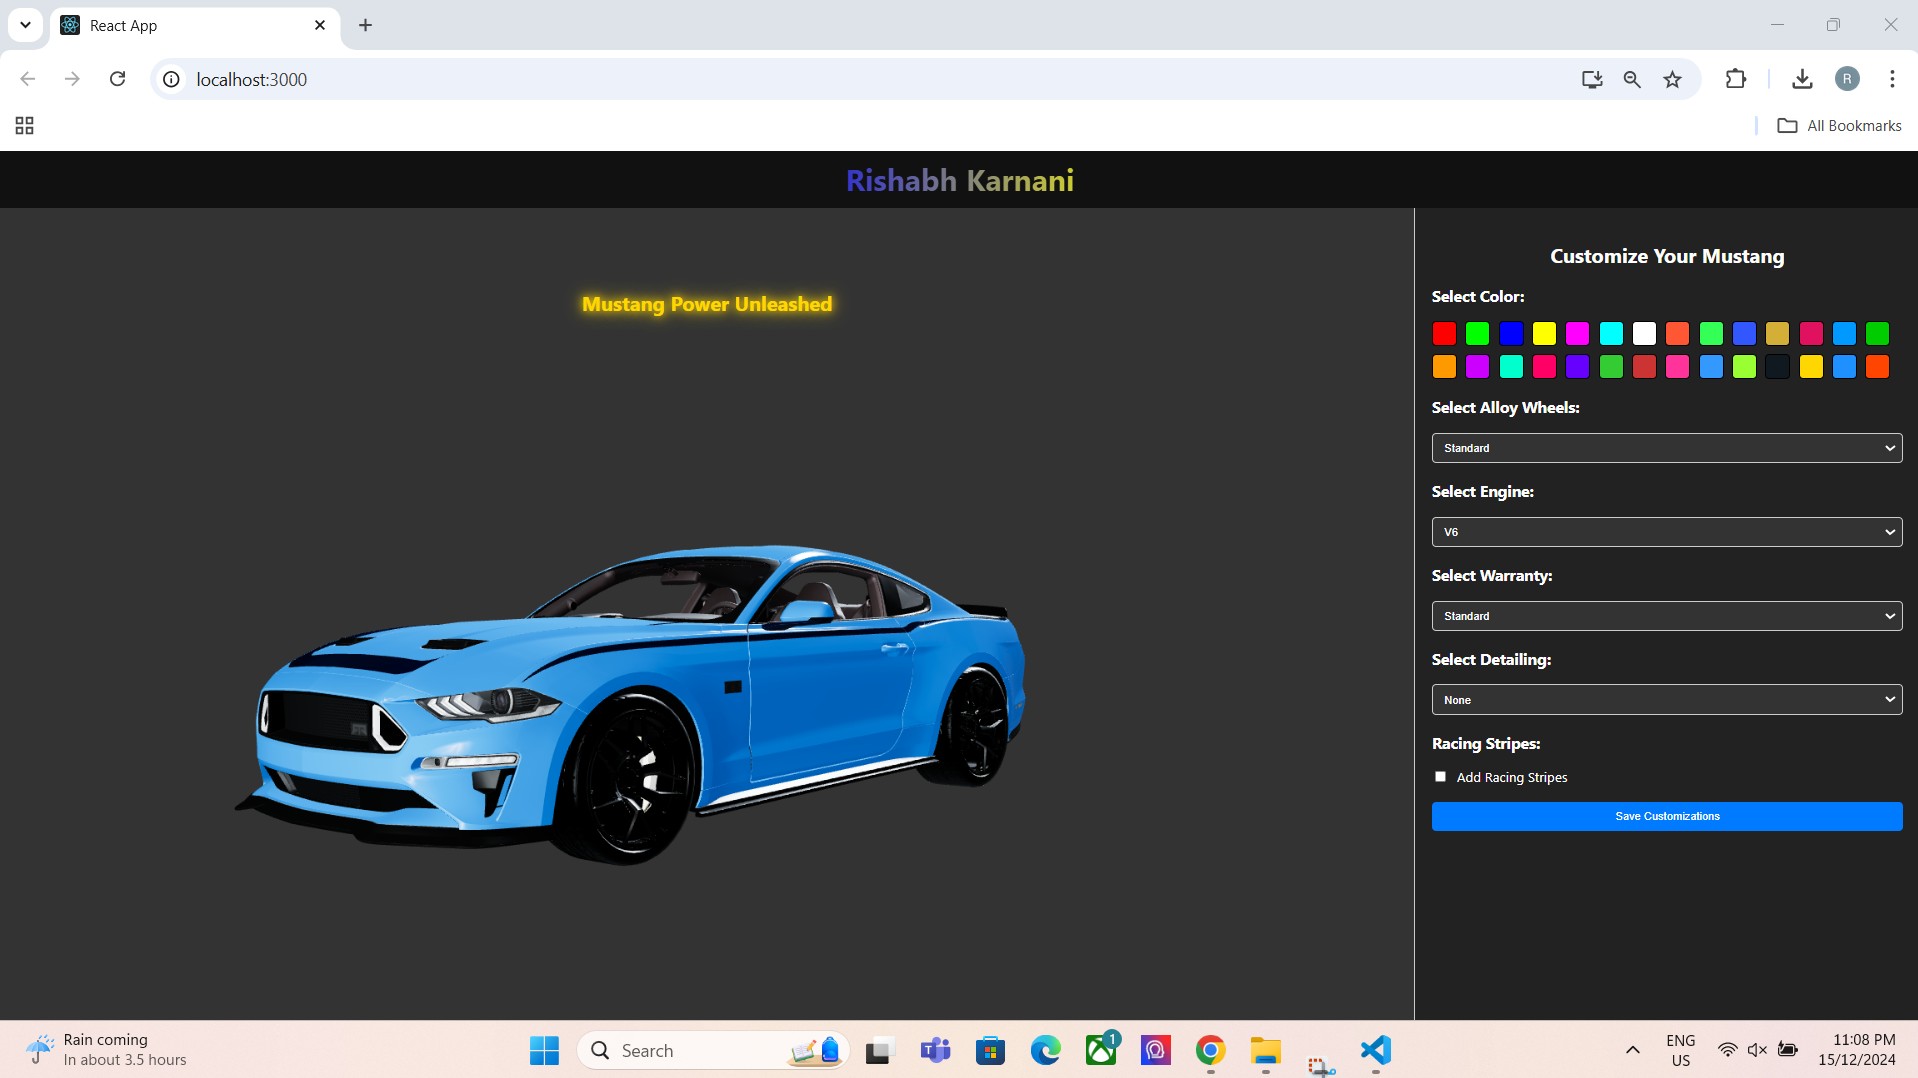 React App
localhost:3000
R
All Bookmarks
Rishabh Karnani
Mustang Power Unleashed
Customize Your Mustang
Select Color:
Select Alloy Wheels:
Standard
Select Engine:
V6
Select Warranty:
Standard
Select Detailing:
None
Racing Stripes:
Add Racing Stripes
Save Customizations
Rain coming
In about 3.5 hours
Search
1
ENG
US
11:08 PM
15/12/2024